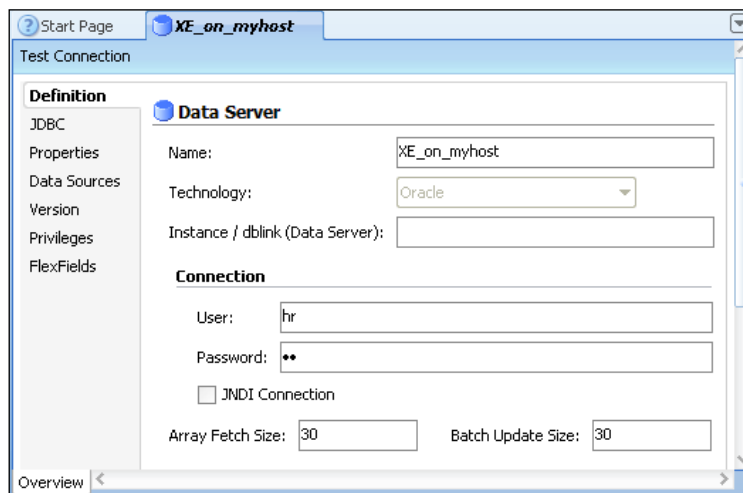 Start Page XE_on_myhost
Test Connection
Definition
JDBC
Properties
Data Sources
Version
Privileges
FlexFields
Data Server
Name: XE_on_myhost
Technology: Oracle
Instance / dblink (Data Server):
Connection
User: hr
Password: ••
JNDI Connection
Array Fetch Size: 30 Batch Update Size: 30
Overview